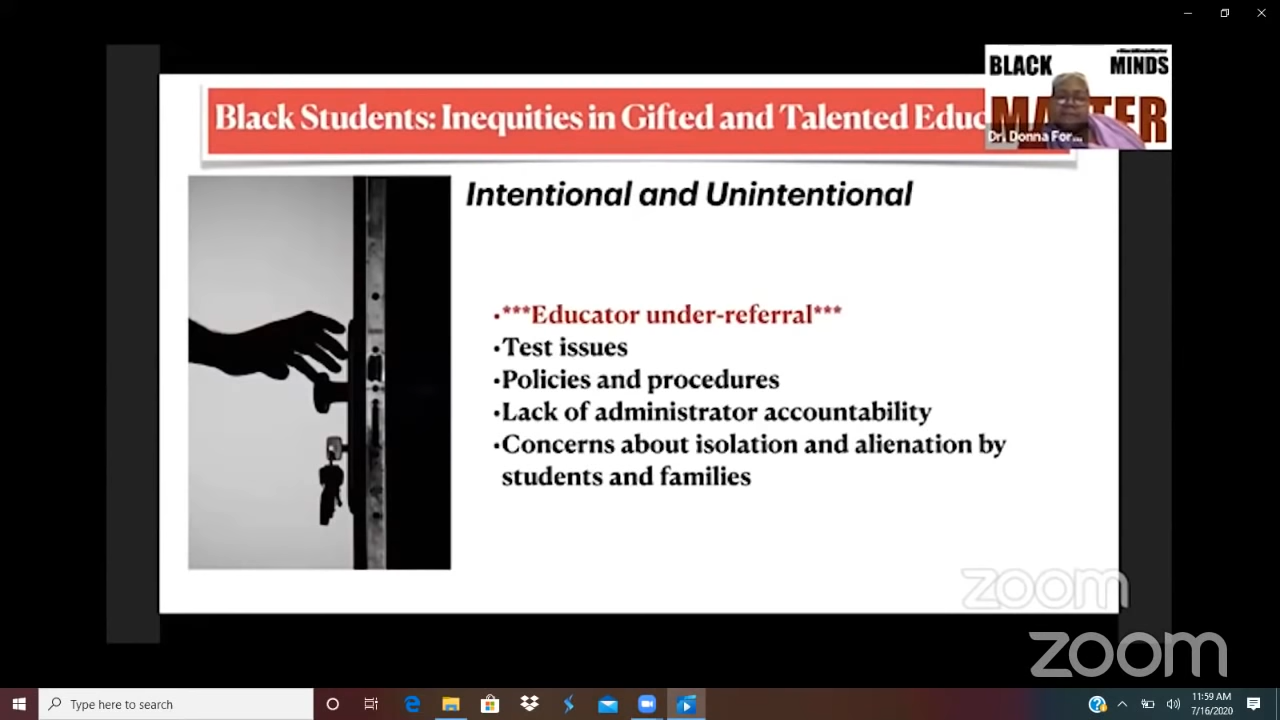 BLACK MINDS
MATTER
Dr. Donna For...
Black Students: Inequities in Gifted and Talented Educ
Intentional and Unintentional
•***Educator under-referral***
•Test issues
•Policies and procedures
•Lack of administrator accountability
•Concerns about isolation and alienation by
students and families
zoom
zoom
Type here to search
11:59 AM
7/16/2020